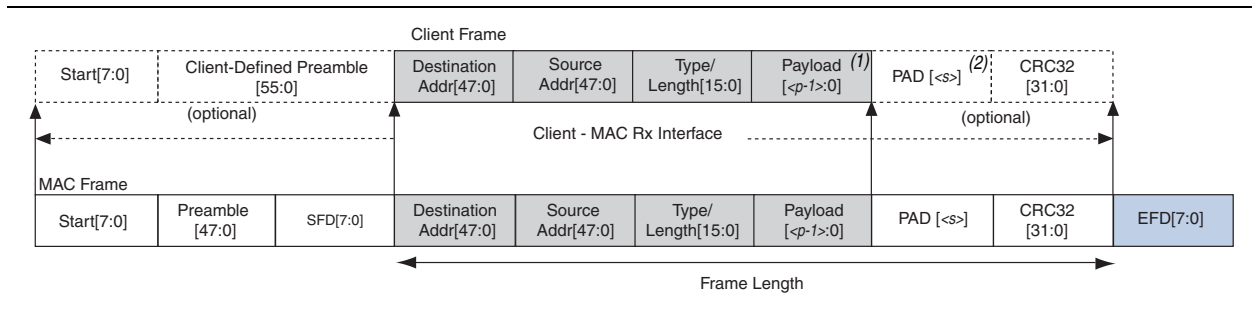 Client Frame
Start[7:0]
Client-Defined Preamble
[55:0]
Destination
Addr[47:0]
Source
Addr[47:0]
Type/
Length[15:0]
Payload (1)
[<p-1>:0]
PAD [<s>] (2)
CRC32
[31:0]
(optional)
Client - MAC Rx Interface
(optional)
MAC Frame
Start[7:0]
Preamble
[47:0]
SFD[7:0]
Destination
Addr[47:0]
Source
Addr[47:0]
Type/
Length[15:0]
Payload
[<p-1>:0]
PAD [<s>]
CRC32
[31:0]
EFD[7:0]
Frame Length